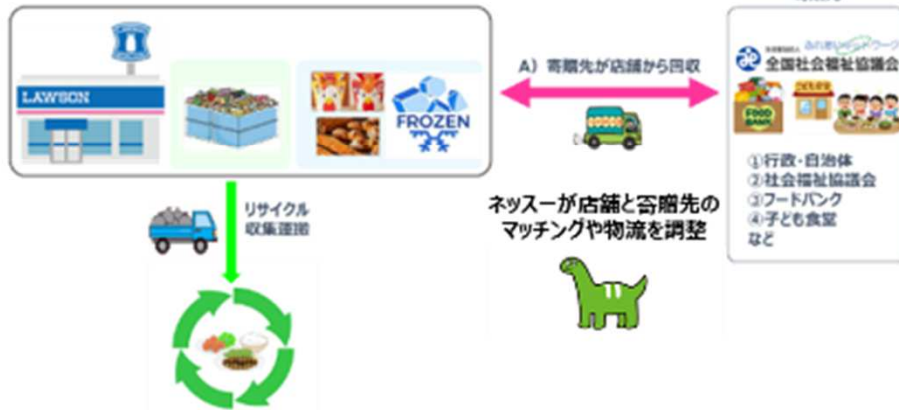 LAWSON
FROZEN
A）寄贈先が店舗から回収
ネッスーが店舗と寄贈先の
マッチングや物流を調整
リサイクル
収集運搬
全国社会福祉協議会
FOOD
BANK
①行政・自治体
②社会福祉協議会
③フードバンク
④子ども食堂
など